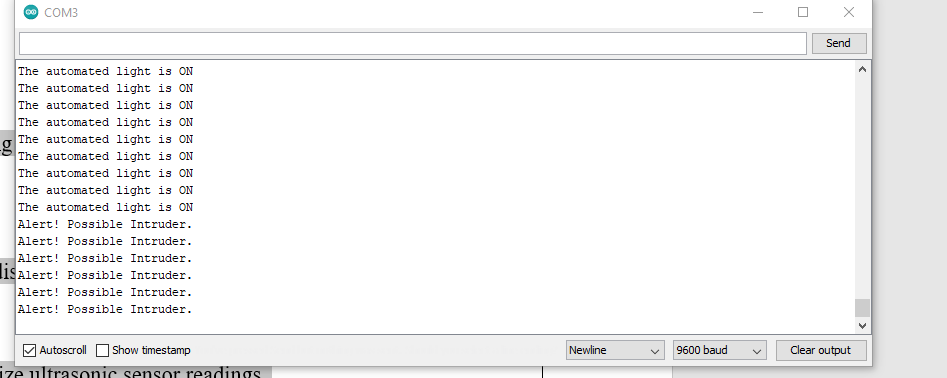 COM3
Send
The automated light is ON
The automated light is ON
The automated light is ON
The automated light is ON
The automated light is ON
The automated light is ON
The automated light is ON
The automated light is ON
The automated light is ON
Alert! Possible Intruder.
Alert! Possible Intruder.
Alert! Possible Intruder.
Alert! Possible Intruder.
Alert! Possible Intruder.
Alert! Possible Intruder.
Autoscroll Show timestamp Newline 9600 baud Clear output
ultrasonic sensor readings